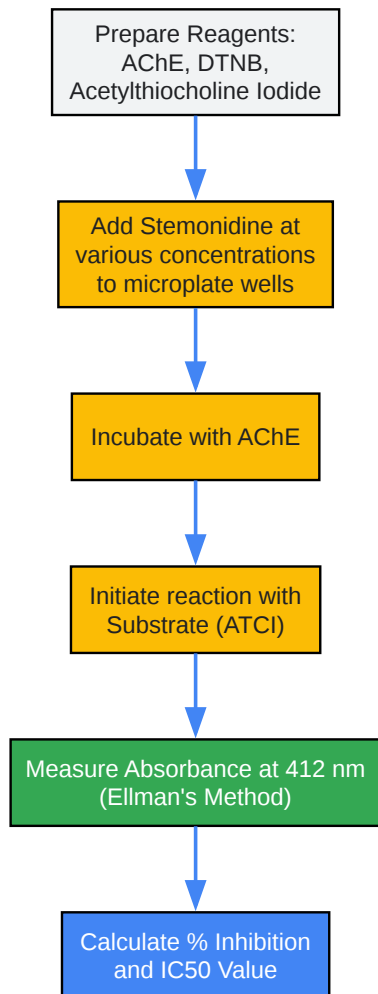 Prepare Reagents:
AChE, DTNB,
Acetylthiocholine Iodide
Add Stemonidine at
various concentrations
to microplate wells
Incubate with AChE
Initiate reaction with
Substrate (ATCI)
Measure Absorbance at 412 nm
(Ellman's Method)
Calculate % Inhibition
and IC50 Value